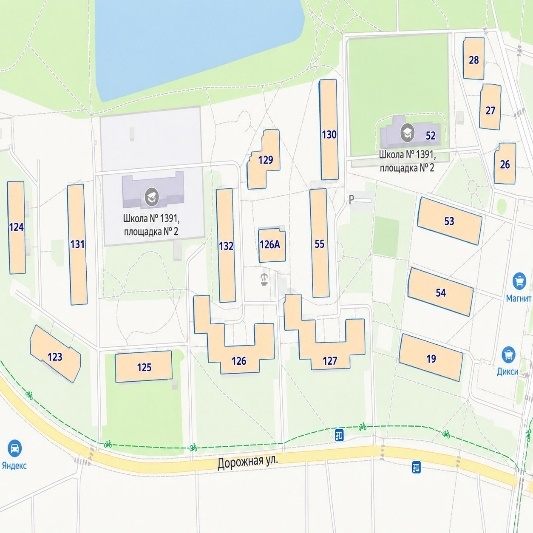 28
27
130
52
Школа № 1391,
площадка № 2
129
26
Школа № 1391,
площадка № 2
P
124
131
132
126А
55
53
54
Магнит
123
125
126
127
19
Дикси
Яндекс
Дорожная ул.